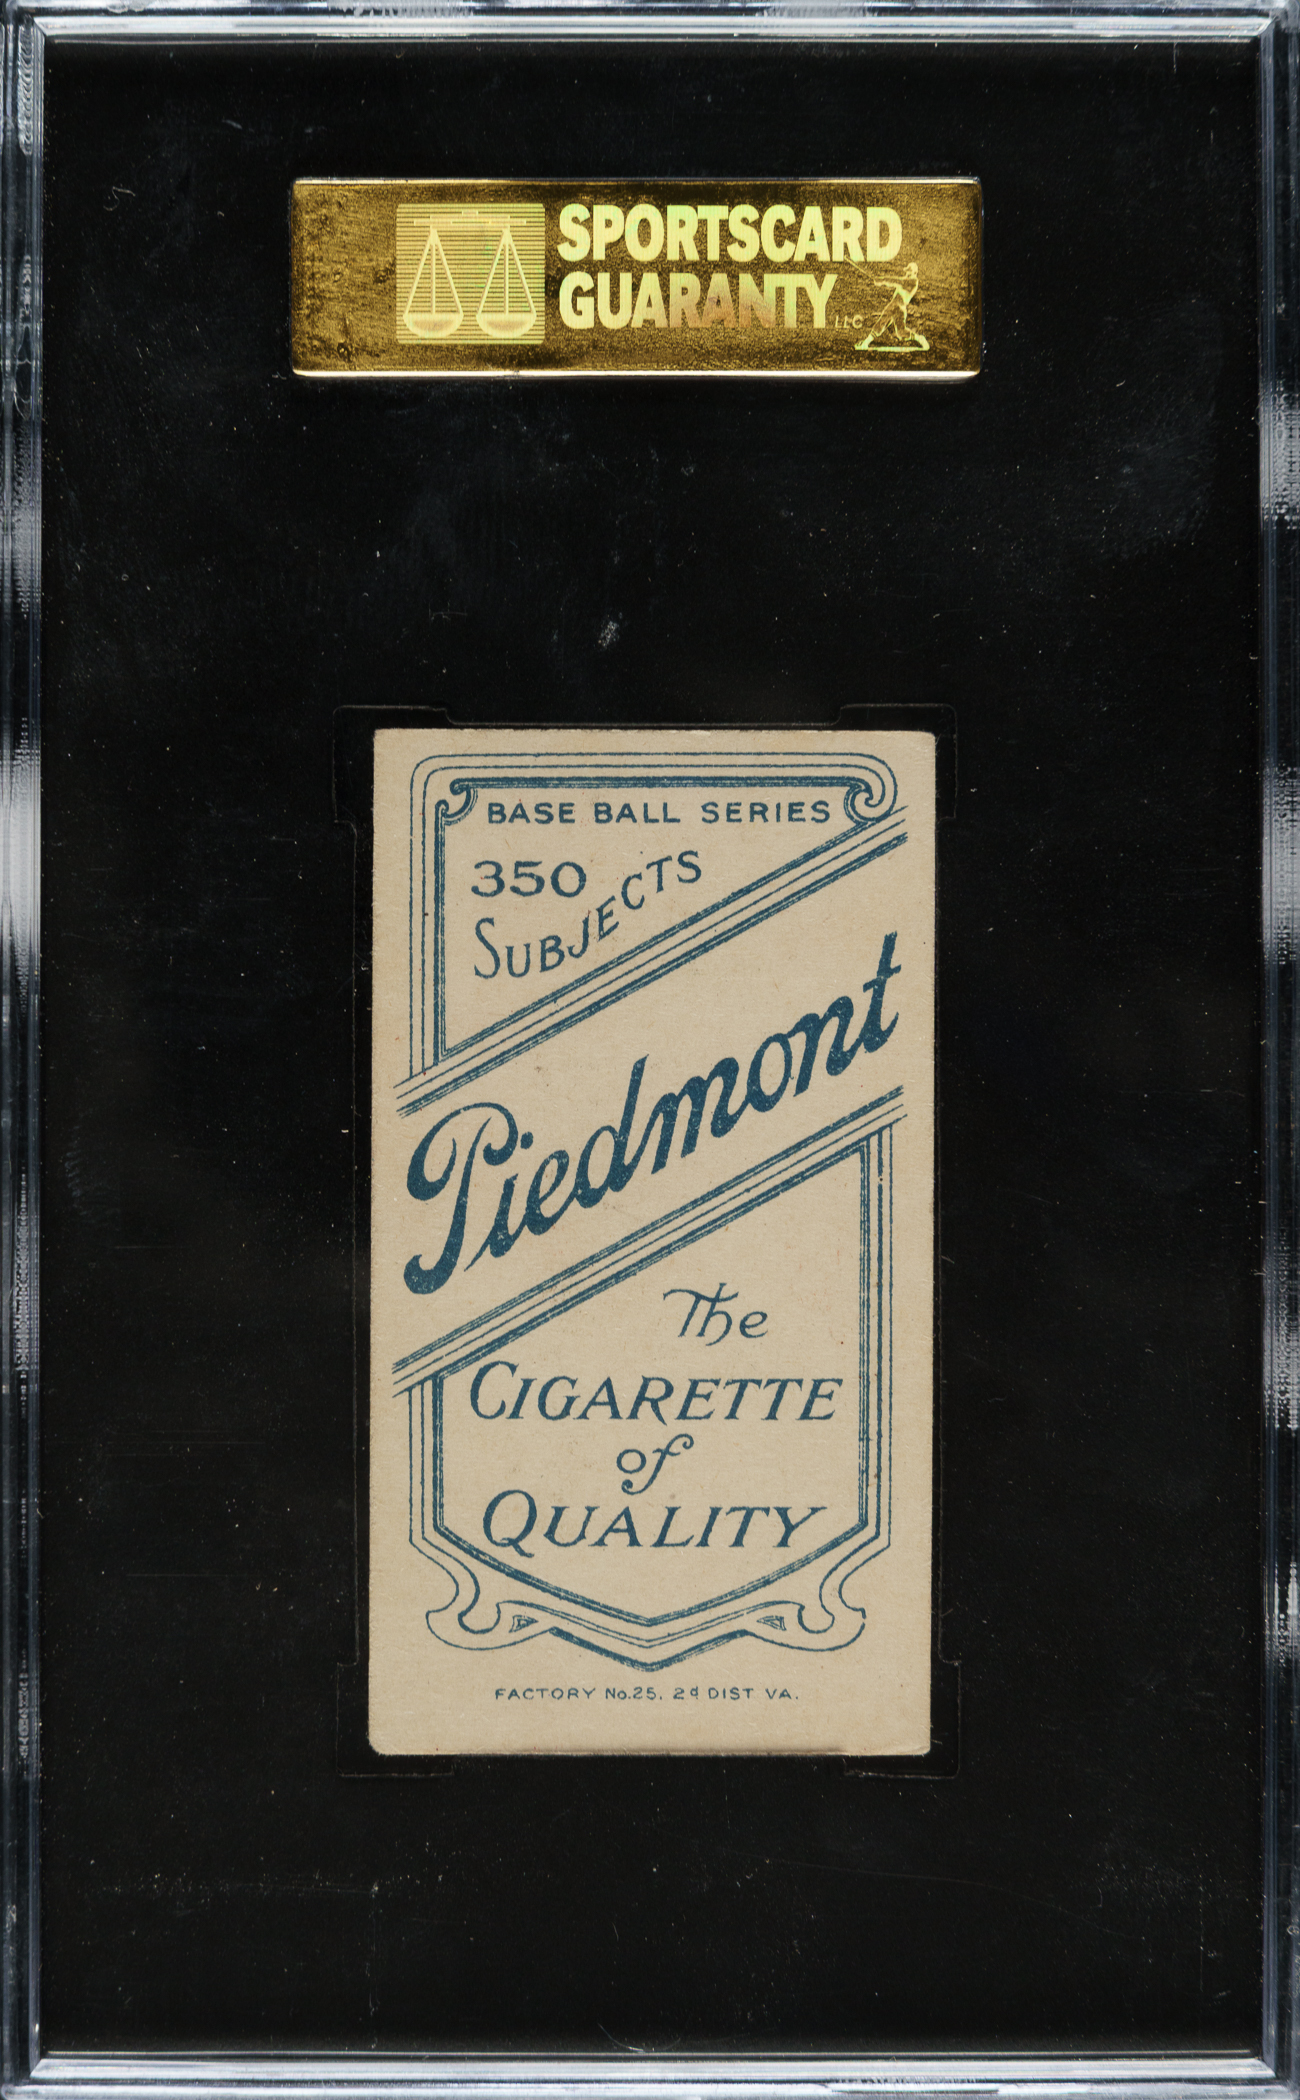 SPORTSCARD
GUARANTY LLC
BASE BALL SERIES
350
SUBJECTS
Piedmont
The
CIGARETTE
of
QUALITY
FACTORY No.25, 2d DIST VA.